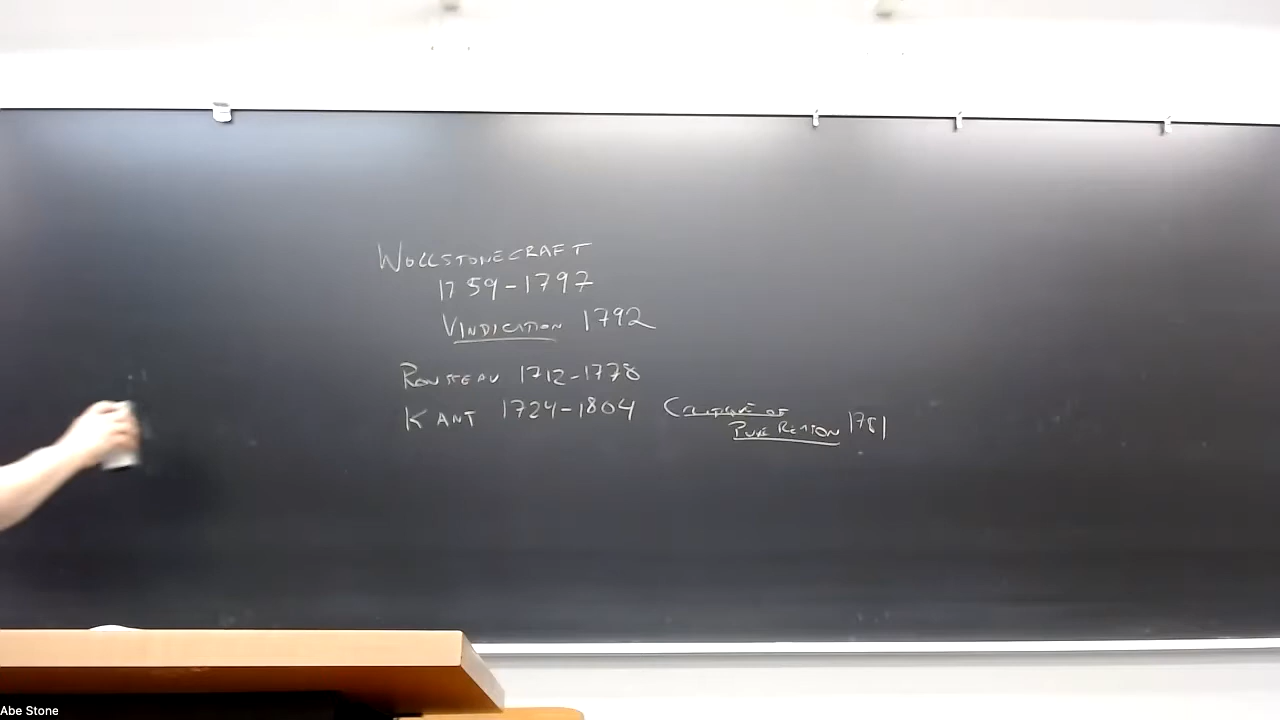 WOLLSTONECRAFT
1759-1797
VINDICATION 1792
ROUSSEAU 1712-1778
KANT 1724-1804 CRITIQUE OF
PURE REASON 1781
Abe Stone